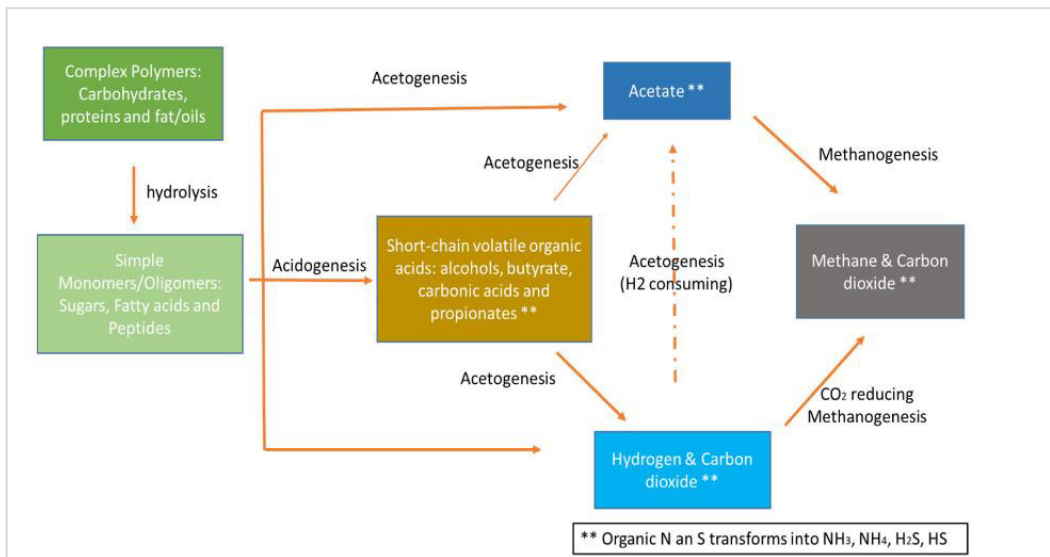 Complex Polymers:
Carbohydrates,
proteins and fat/oils
hydrolysis
Simple
Monomers/Oligomers:
Sugars, Fatty acids and
Peptides
Acetogenesis
Acidogenesis
Short-chain volatile organic
acids: alcohols, butyrate,
carbonic acids and
propionates **
Acetogenesis
Acetogenesis
Acetate **
Acetogenesis
(H2 consuming)
Hydrogen & Carbon
dioxide **
Methanogenesis
Methane & Carbon
dioxide **
CO₂ reducing
Methanogenesis
** Organic N an S transforms into NH₃, NH₄, H₂S, HS